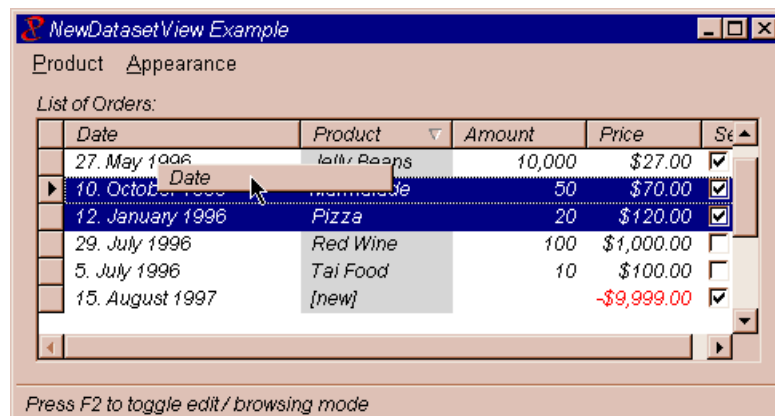 NewDatasetView Example
Product Appearance
List of Orders:
Date Product Amount Price Se
27. May 1996 Jelly Beans 10,000 $27.00
Date
10. October Marmalade 50 $70.00
12. January 1996 Pizza 20 $120.00
29. July 1996 Red Wine 100 $1,000.00
5. July 1996 Tai Food 10 $100.00
15. August 1997 [new] -$9,999.00
Press F2 to toggle edit / browsing mode